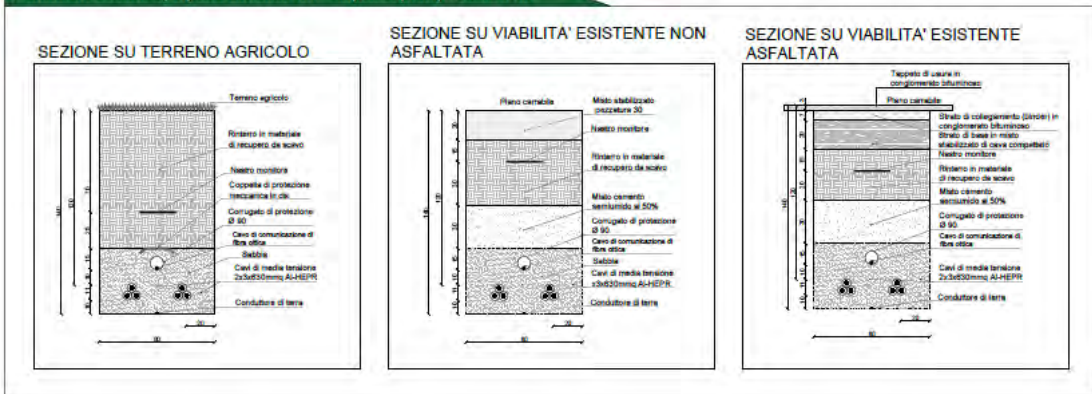 SEZIONE SU TERRENO AGRICOLO
Terreno agricolo
Rinterro in materiale
di recupero da scavo
Nastro monitore
Coppella di protezione
meccanica in cls
Corrugato di protezione
Ø 90
Cavo di comunicazione di
fibra ottica
Sabbia
Cavi di media tensione
2x3x630mmq Al-HEPR
Conduttore di terra
20
SEZIONE SU VIABILITA' ESISTENTE NON
ASFALTATA
Piano carrabile
Misto stabilizzato
pezzatura 30
Nastro monitore
Rinterro in materiale
di recupero da scavo
Misto cemento
semiumido al 50%
Corrugato di protezione
Ø 90
Cavo di comunicazione di
fibra ottica
Sabbia
Cavi di media tensione
x3x630mmq Al-HEPR
Conduttore di terra
20
SEZIONE SU VIABILITA' ESISTENTE
ASFALTATA
Tappeto di usura in
conglomerato bituminoso
Piano carrabile
Strato di collegamento (binder) in
conglomerato bituminoso
Strato di base in misto
stabilizzato di cava compattato
Nastro monitore
Rinterro in materiale
di recupero da scavo
Misto cemento
semiumido al 50%
Corrugato di protezione
Ø 90
Cavo di comunicazione di
fibra ottica
Cavi di media tensione
2x3x630mmq Al-HEPR
Conduttore di terra
20